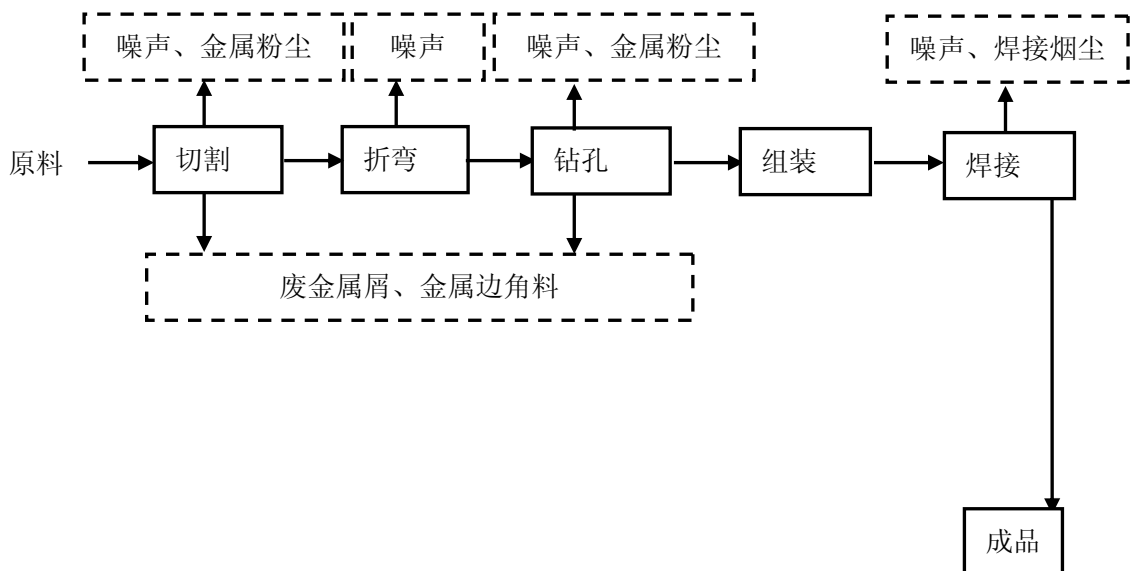 噪声、金属粉尘
噪声
噪声、金属粉尘
噪声、焊接烟尘
原料
切割
折弯
钻孔
组装
焊接
废金属屑、金属边角料
成品